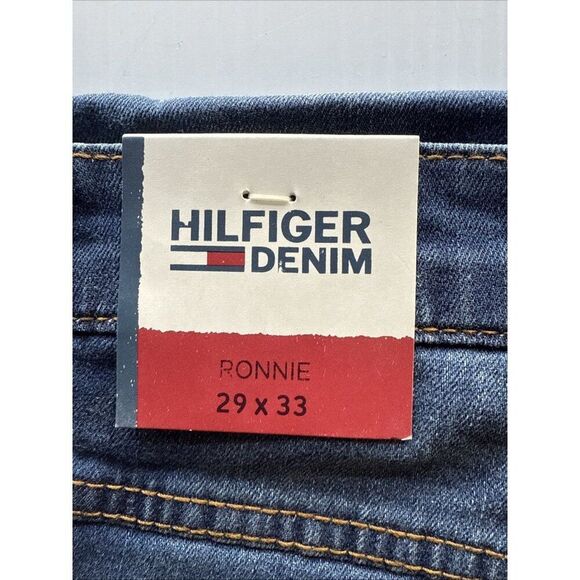 HILFIGER
DENIM
RONNIE
29 x 33